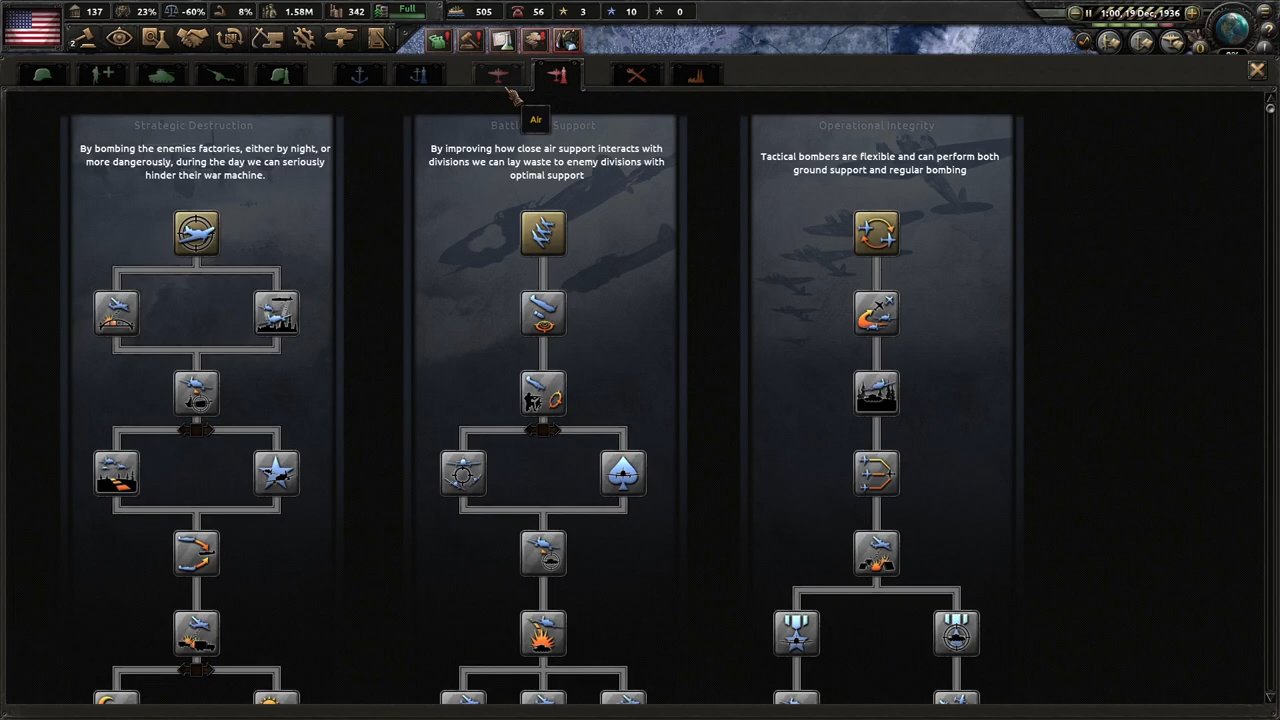 137 23% -60% 8% 1.58M 342 Full 505 56 3 10 0 1:00, 19 Dec, 1936
2
0
Air
Strategic Destruction
By bombing the enemies factories, either by night, or
more dangerously, during the day we can seriously
hinder their war machine.
Battl Support
By improving how close air support interacts with
divisions we can lay waste to enemy divisions with
optimal support
Operational Integrity
Tactical bombers are flexible and can perform both
ground support and regular bombing